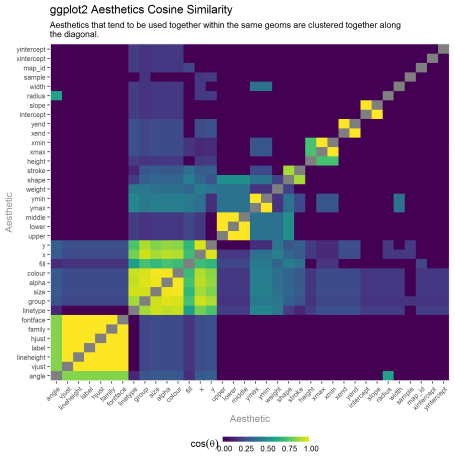 ggplot2 Aesthetics Cosine Similarity
Aesthetics that tend to be used together within the same geoms are clustered together along
the diagonal.
yintercept
xintercept
map_id
sample
width
radius
slope
intercept
yend
xend
xmin
xmax
height
stroke
shape
weight
ymin
ymax
middle
lower
upper
y
x
fill
colour
alpha
size
group
linetype
fontface
family
hjust
label
lineheight
vjust
angle
Aesthetic
angle
vjust
lineheight
label
hjust
family
fontface
linetype
group
size
alpha
colour
fill
x
y
upper
lower
middle
ymax
ymin
weight
shape
stroke
height
xmax
xmin
xend
yend
intercept
slope
radius
width
sample
map_id
xintercept
yintercept
Aesthetic
cos(θ)
0.00 0.25 0.50 0.75 1.00